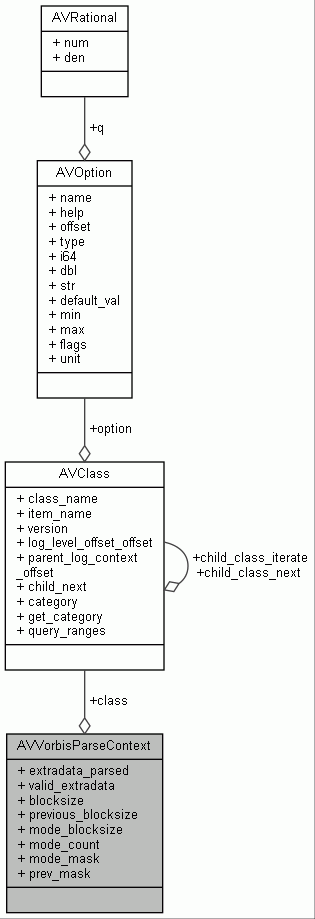 AVRational
+ num
+ den
+q
AVOption
+ name
+ help
+ offset
+ type
+ i64
+ dbl
+ str
+ default_val
+ min
+ max
+ flags
+ unit
+option
AVClass
+ class_name
+ item_name
+ version
+ log_level_offset_offset
+ parent_log_context
_offset
+ child_next
+ category
+ get_category
+ query_ranges
+child_class_iterate
+child_class_next
+class
AVVorbisParseContext
+ extradata_parsed
+ valid_extradata
+ blocksize
+ previous_blocksize
+ mode_blocksize
+ mode_count
+ mode_mask
+ prev_mask